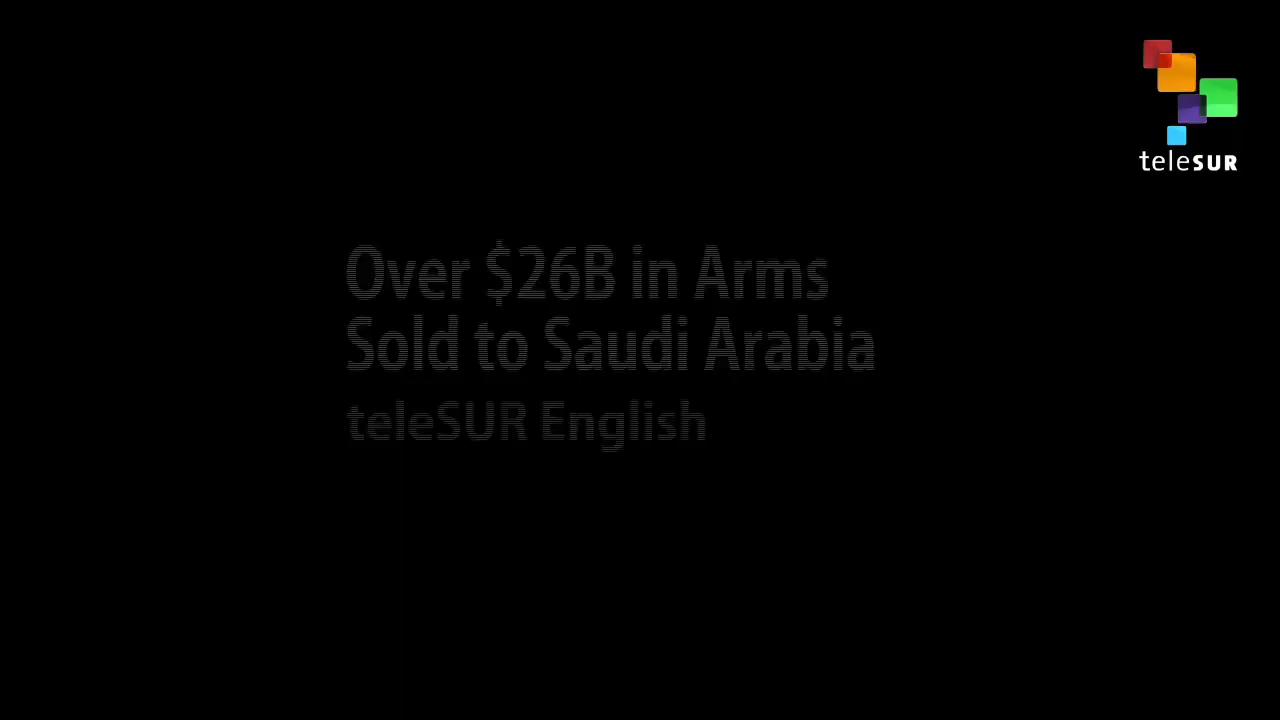 teleSUR
Over $26B in Arms
Sold to Saudi Arabia
teleSUR English